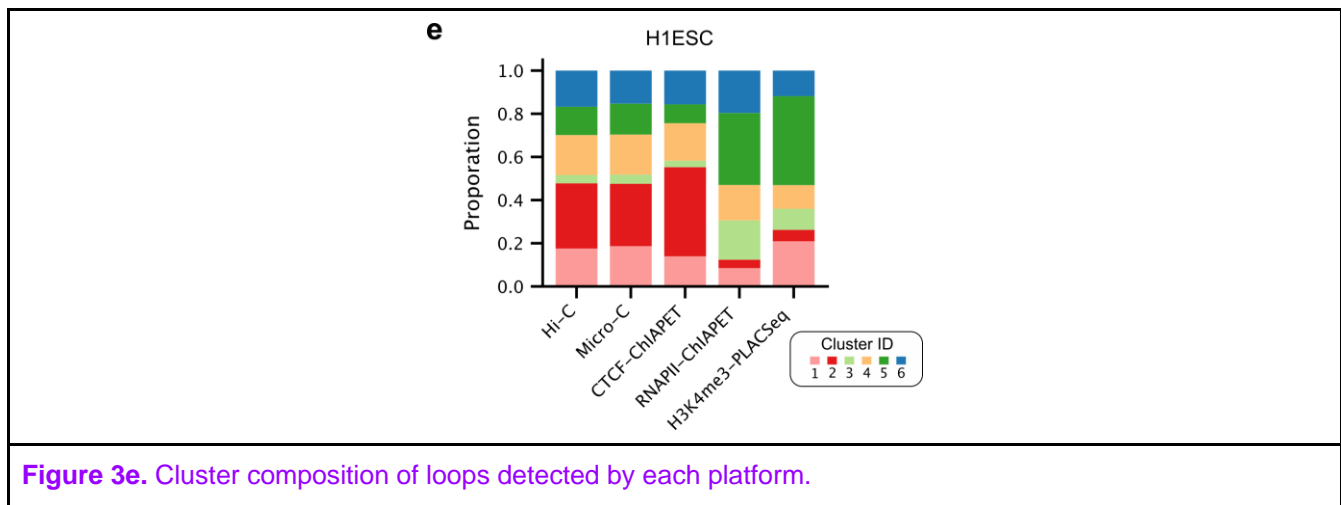 e
H1ESC
Proporation
1.0
0.8
0.6
0.4
0.2
0.0
Hi-C
Micro-C
CTCF-ChIAPET
RNAPII-ChIAPET
H3K4me3-PLACSeq
Cluster ID
1 2 3 4 5 6
Figure 3e. Cluster composition of loops detected by each platform.